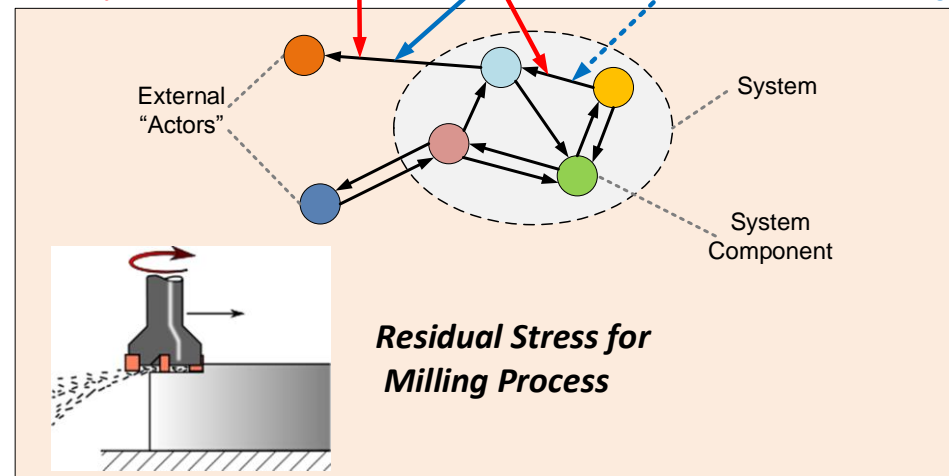 External
“Actors”
System
System
Component
Residual Stress for
Milling Process